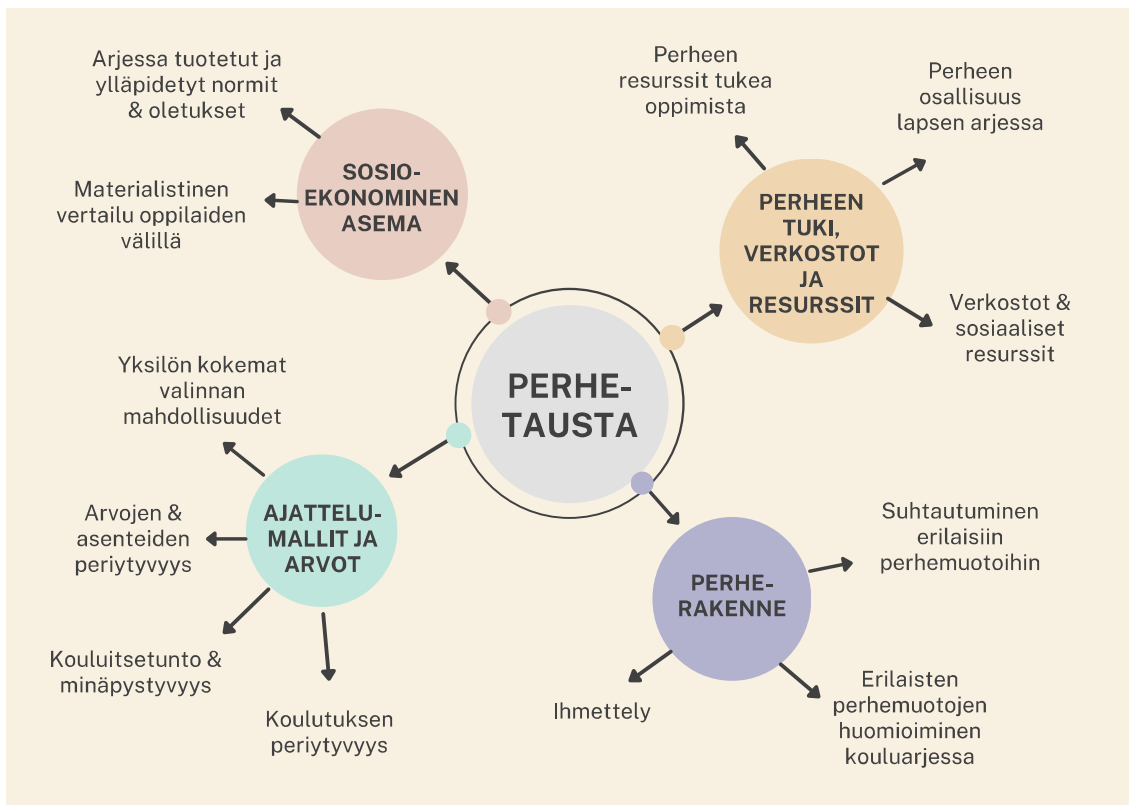 Arjessa tuotetut ja
ylläpidetyt normit
& oletukset
Materialistinen
vertailu oppilaiden
välillä
SOSIO-
EKONOMINEN
ASEMA
Perheen
resurssit tukea
oppimista
Perheen
osallisuus
lapsen arjessa
PERHEEN
TUKI,
VERKOSTOT
JA
RESURSSIT
Verkostot &
sosiaaliset
resurssit
PERHE-
TAUSTA
Yksilön kokemat
valinnan
mahdollisuudet
Arvojen &
asenteiden
periytyvyys
AJATTELU-
MALLIT JA
ARVOT
Kouluitsetunto &
minäpystyvyys
Koulutuksen
periytyvyys
PERHE-
RAKENNE
Suhtautuminen
erilaisiin
perhemuotoihin
Ihmettely
Erilaisten
perhemuotojen
huomioiminen
kouluarjessa